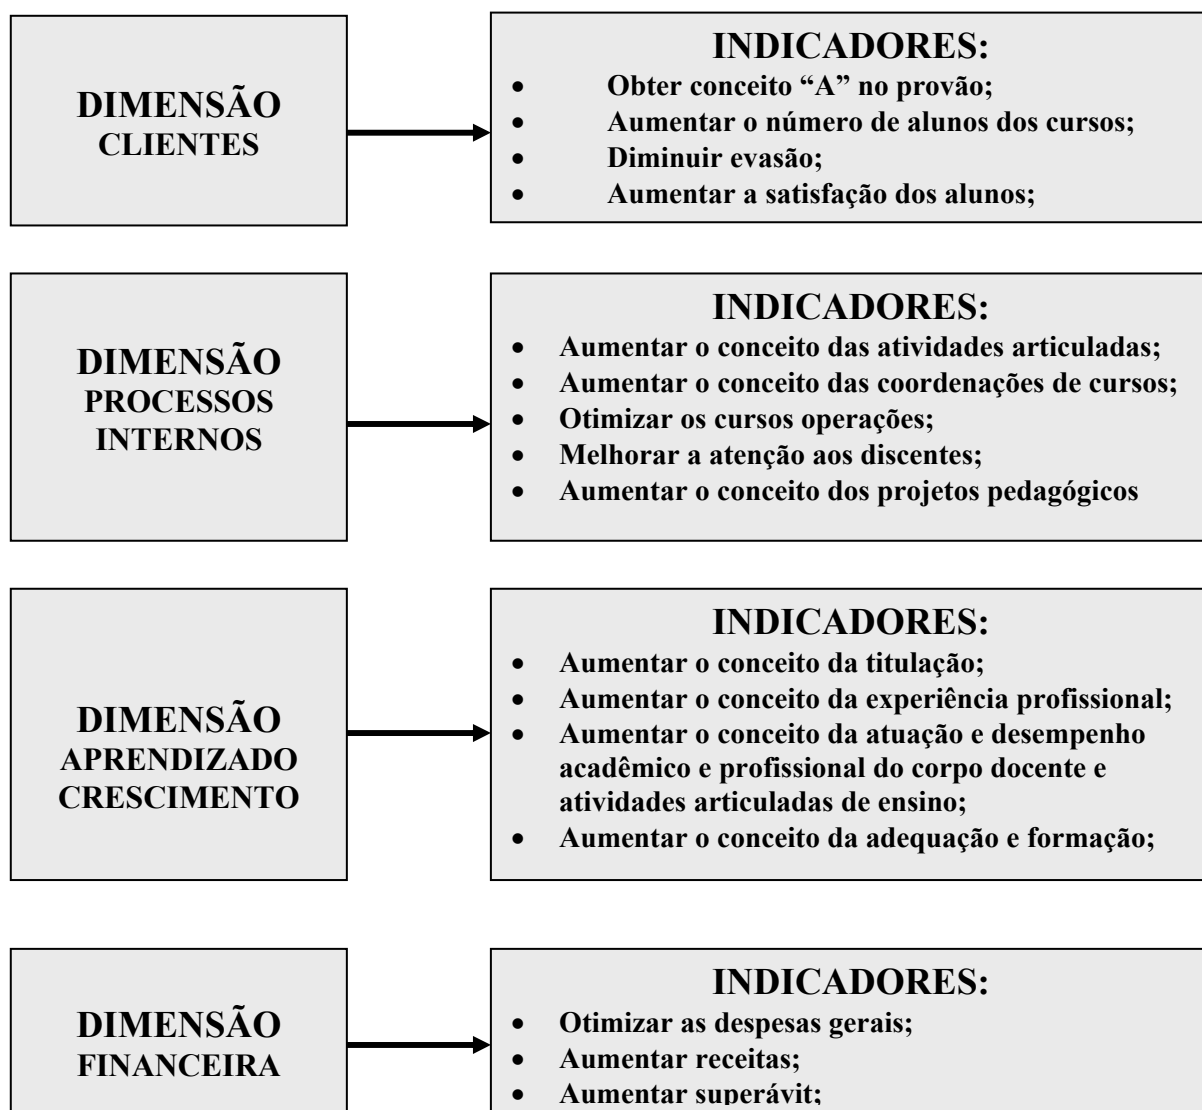 DIMENSÃO
CLIENTES
INDICADORES:
• Obter conceito “A” no provão;
• Aumentar o número de alunos dos cursos;
• Diminuir evasão;
• Aumentar a satisfação dos alunos;
DIMENSÃO
PROCESSOS
INTERNOS
INDICADORES:
• Aumentar o conceito das atividades articuladas;
• Aumentar o conceito das coordenações de cursos;
• Otimizar os cursos operações;
• Melhorar a atenção aos discentes;
• Aumentar o conceito dos projetos pedagógicos
DIMENSÃO
APRENDIZADO
CRESCIMENTO
INDICADORES:
• Aumentar o conceito da titulação;
• Aumentar o conceito da experiência profissional;
• Aumentar o conceito da atuação e desempenho
acadêmico e profissional do corpo docente e
atividades articuladas de ensino;
• Aumentar o conceito da adequação e formação;
DIMENSÃO
FINANCEIRA
INDICADORES:
• Otimizar as despesas gerais;
• Aumentar receitas;
• Aumentar superávit;